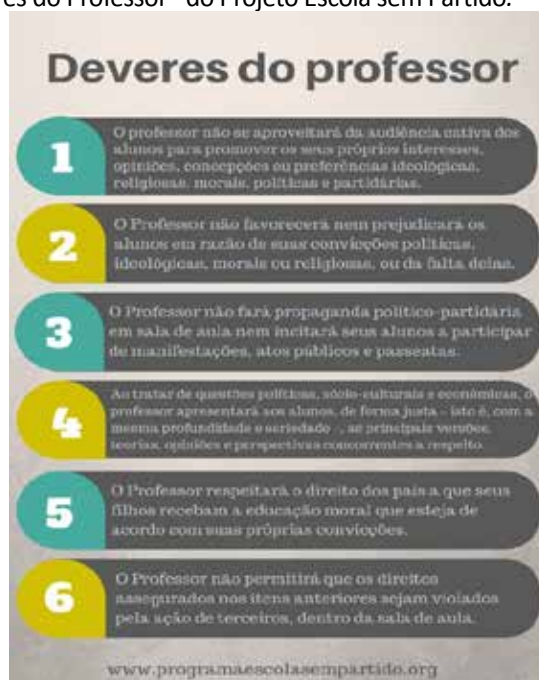 es do Professor" do Projeto Escola sem Partido.
Deveres do professor
1
O professor não se aproveitará da audiência cativa dos
alunos para promover os seus próprios interesses,
opiniões, concepções ou preferências ideológicas,
religiosas, morais, políticas e partidárias.
2
O Professor não favorecerá nem prejudicará os
alunos em razão de suas convicções políticas,
ideológicas, morais ou religiosas, ou da falta delas.
3
O Professor não fará propaganda político-partidária
em sala de aula nem incitará seus alunos a participar
de manifestações, atos públicos e passeatas.
4
Ao tratar de questões políticas, sócio-culturais e econômicas, o
professor apresentará aos alunos, de forma justa – isto é, com a
mesma profundidade e seriedade –, as principais versões,
teorias, opiniões e perspectivas concorrentes a respeito.
5
O Professor respeitará o direito dos pais a que seus
filhos recebam a educação moral que esteja de
acordo com suas próprias convicções.
6
O Professor não permitirá que os direitos
assegurados nos itens anteriores sejam violados
pela ação de terceiros, dentro da sala de aula.
www.programaescolasempartido.org